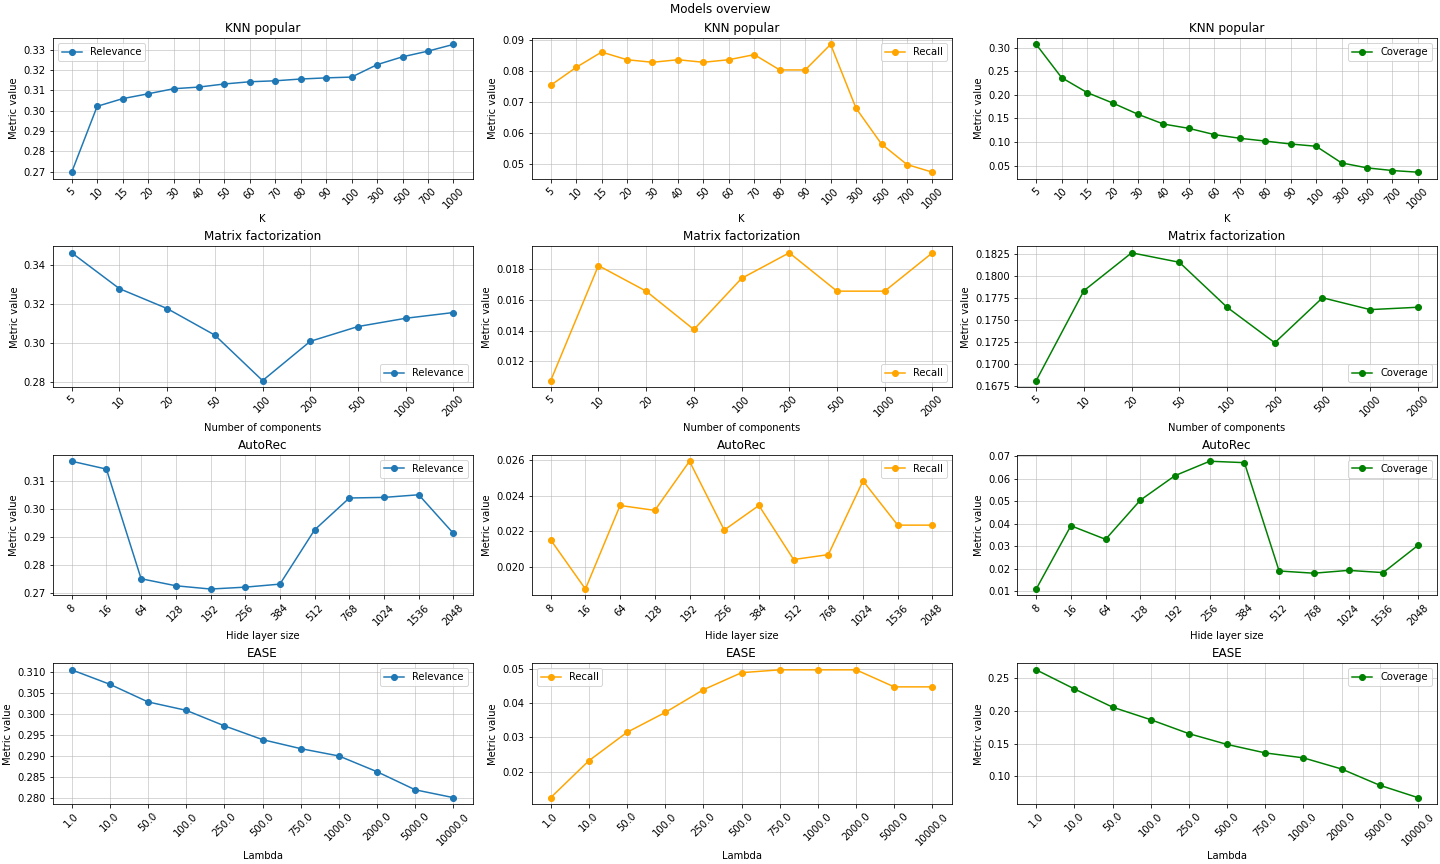 Models overview
KNN popular
Metric value
0.33
0.32
0.31
0.30
0.29
0.28
0.27
Relevance
5 10 15 20 30 40 50 60 70 80 90 100 300 500 700 1000
K
KNN popular
Metric value
0.09
0.08
0.07
0.06
0.05
Recall
5 10 15 20 30 40 50 60 70 80 90 100 300 500 700 1000
K
KNN popular
Metric value
0.30
0.25
0.20
0.15
0.10
0.05
Coverage
5 10 15 20 30 40 50 60 70 80 90 100 300 500 700 1000
K
Matrix factorization
Metric value
0.34
0.32
0.30
0.28
Relevance
5 10 20 50 100 200 500 1000 2000
Number of components
Matrix factorization
Metric value
0.018
0.016
0.014
0.012
Recall
5 10 20 50 100 200 500 1000 2000
Number of components
Matrix factorization
Metric value
0.1825
0.1800
0.1775
0.1750
0.1725
0.1700
0.1675
Coverage
5 10 20 50 100 200 500 1000 2000
Number of components
AutoRec
Metric value
0.31
0.30
0.29
0.28
0.27
Relevance
8 16 64 128 192 256 384 512 768 1024 1536 2048
Hide layer size
AutoRec
Metric value
0.026
0.024
0.022
0.020
Recall
8 16 64 128 192 256 384 512 768 1024 1536 2048
Hide layer size
AutoRec
Metric value
0.07
0.06
0.05
0.04
0.03
0.02
0.01
Coverage
8 16 64 128 192 256 384 512 768 1024 1536 2048
Hide layer size
EASE
Metric value
0.310
0.305
0.300
0.295
0.290
0.285
0.280
Relevance
1.0 10.0 50.0 100.0 250.0 500.0 750.0 1000.0 2000.0 5000.0 10000.0
Lambda
EASE
Metric value
0.05
0.04
0.03
0.02
Recall
1.0 10.0 50.0 100.0 250.0 500.0 750.0 1000.0 2000.0 5000.0 10000.0
Lambda
EASE
Metric value
0.25
0.20
0.15
0.10
Coverage
1.0 10.0 50.0 100.0 250.0 500.0 750.0 1000.0 2000.0 5000.0 10000.0
Lambda